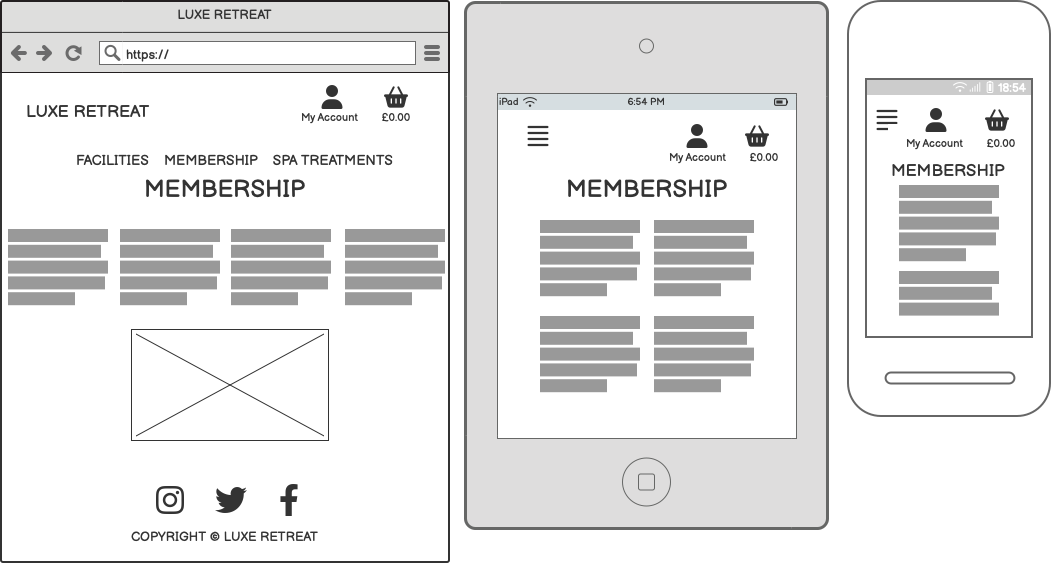 LUXE RETREAT
https://
LUXE RETREAT
My Account £0.00
FACILITIES MEMBERSHIP SPA TREATMENTS
MEMBERSHIP
COPYRIGHT © LUXE RETREAT
iPad 6:54 PM
My Account £0.00
MEMBERSHIP
18:54
My Account £0.00
MEMBERSHIP